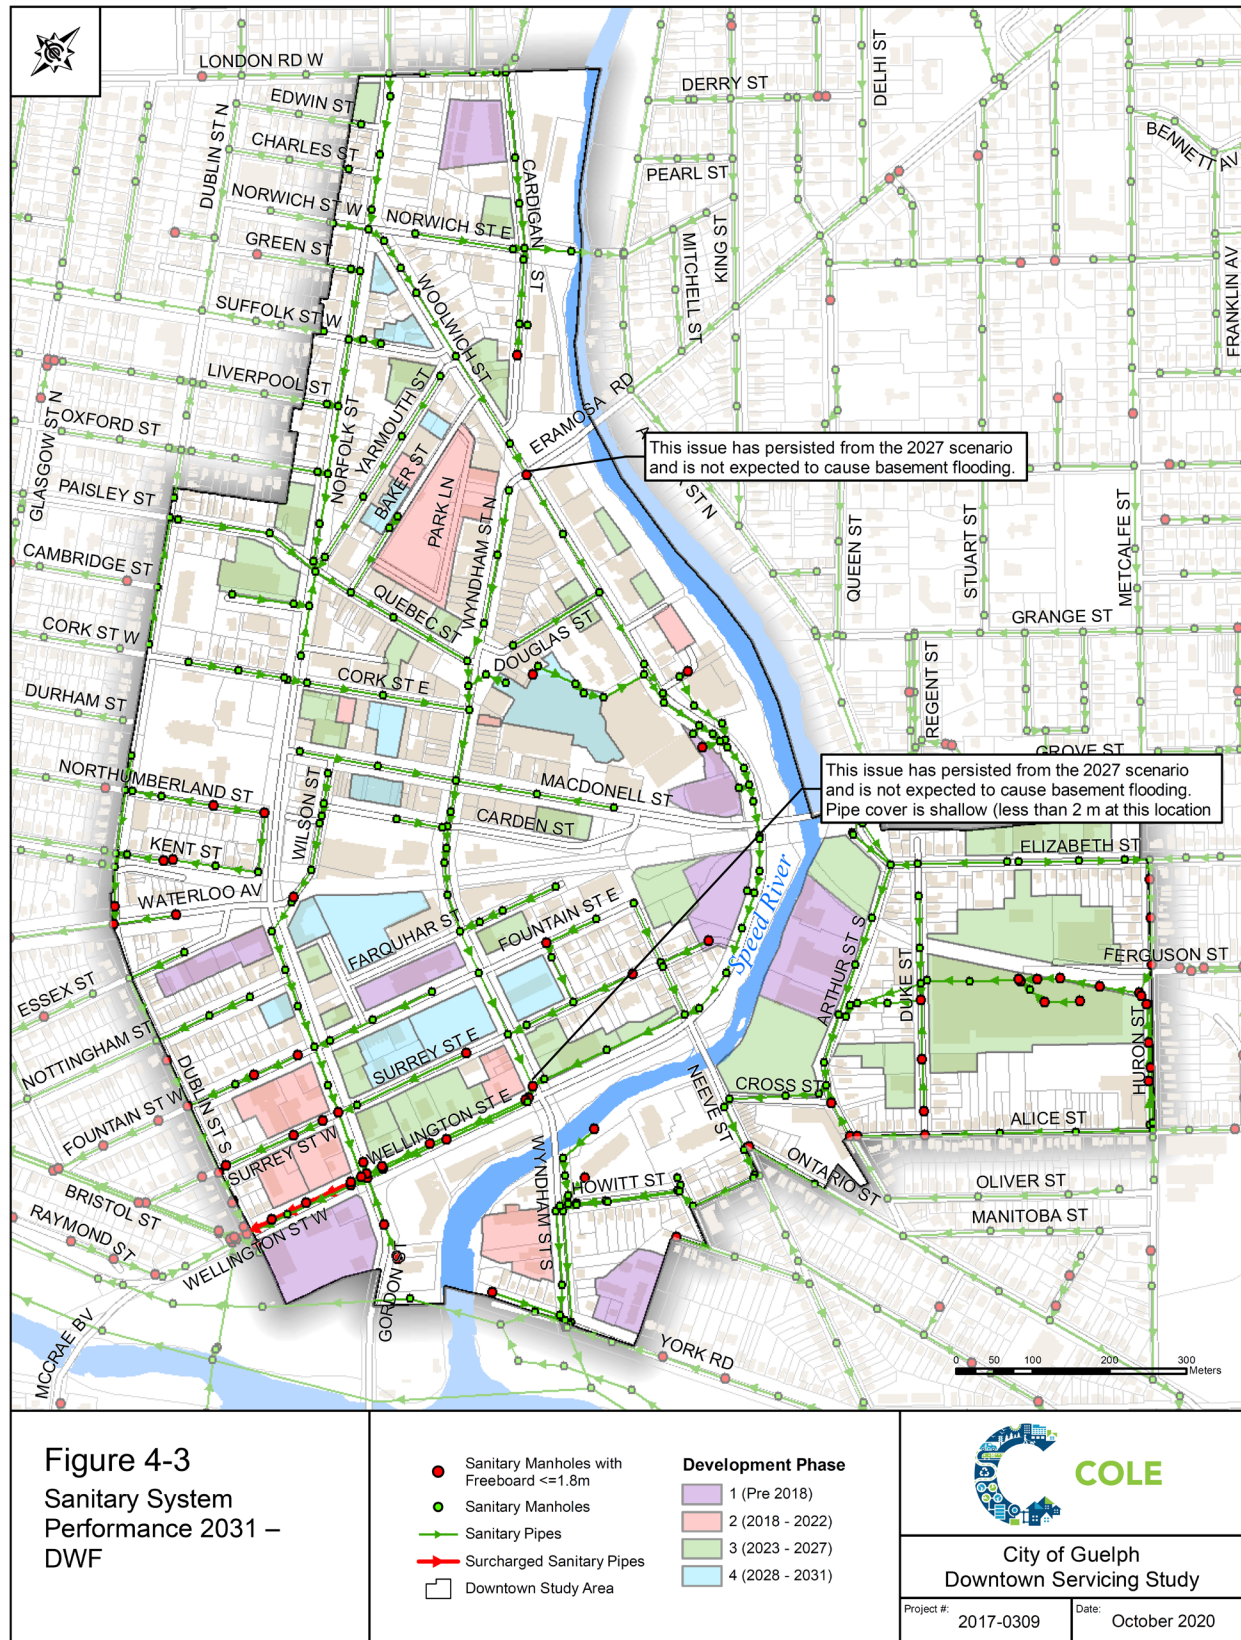 LONDON RD W
EDWIN ST
CHARLES ST
DUBLIN ST N
NORWICH ST W
NORWICH ST E
GREEN ST
CARDIGAN ST
DERRY ST
DELHI ST
PEARL ST
KING ST
MITCHELL ST
BENNETT AV
FRANKLIN AV
SUFFOLK ST W
WOOLWICH ST
LIVERPOOL ST
OXFORD ST
GLASGOW ST N
NORFOLK ST
YARMOUTH ST
BAKER ST
PARK LN
WYNDHAM ST N
ERAMOSA RD
This issue has persisted from the 2027 scenario
and is not expected to cause basement flooding.
ST N
PAISLEY ST
CAMBRIDGE ST
CORK ST W
QUEBEC ST
DOUGLAS ST
QUEEN ST
STUART ST
METCALFE ST
GRANGE ST
REGENT ST
GROVE ST
DURHAM ST
CORK ST E
NORTHUMBERLAND ST
WILSON ST
MACDONELL ST
CARDEN ST
This issue has persisted from the 2027 scenario
and is not expected to cause basement flooding.
Pipe cover is shallow (less than 2 m at this location
KENT ST
WATERLOO AV
ELIZABETH ST
Speed River
FARQUHAR ST
FOUNTAIN ST E
ARTHUR ST S
DUKE ST
FERGUSON ST
ESSEX ST
NOTTINGHAM ST
SURREY ST E
FOUNTAIN ST W
DUBLIN ST S
WELLINGTON ST E
NEEVE ST
CROSS ST
HURON ST
ALICE ST
SURREY ST W
BRISTOL ST
RAYMOND ST
WELLINGTON ST W
WYNDHAM ST S
HOWITT ST
ONTARIO ST
OLIVER ST
MANITOBA ST
GORDON ST
MCCRAE BV
YORK RD
0 50 100 200 300
Meters
Figure 4-3
Sanitary System
Performance 2031 –
DWF
Sanitary Manholes with
Freeboard <=1.8m
Sanitary Manholes
Sanitary Pipes
Surcharged Sanitary Pipes
Downtown Study Area
Development Phase
1 (Pre 2018)
2 (2018 - 2022)
3 (2023 - 2027)
4 (2028 - 2031)
COLE
City of Guelph
Downtown Servicing Study
Project #:
2017-0309
Date:
October 2020